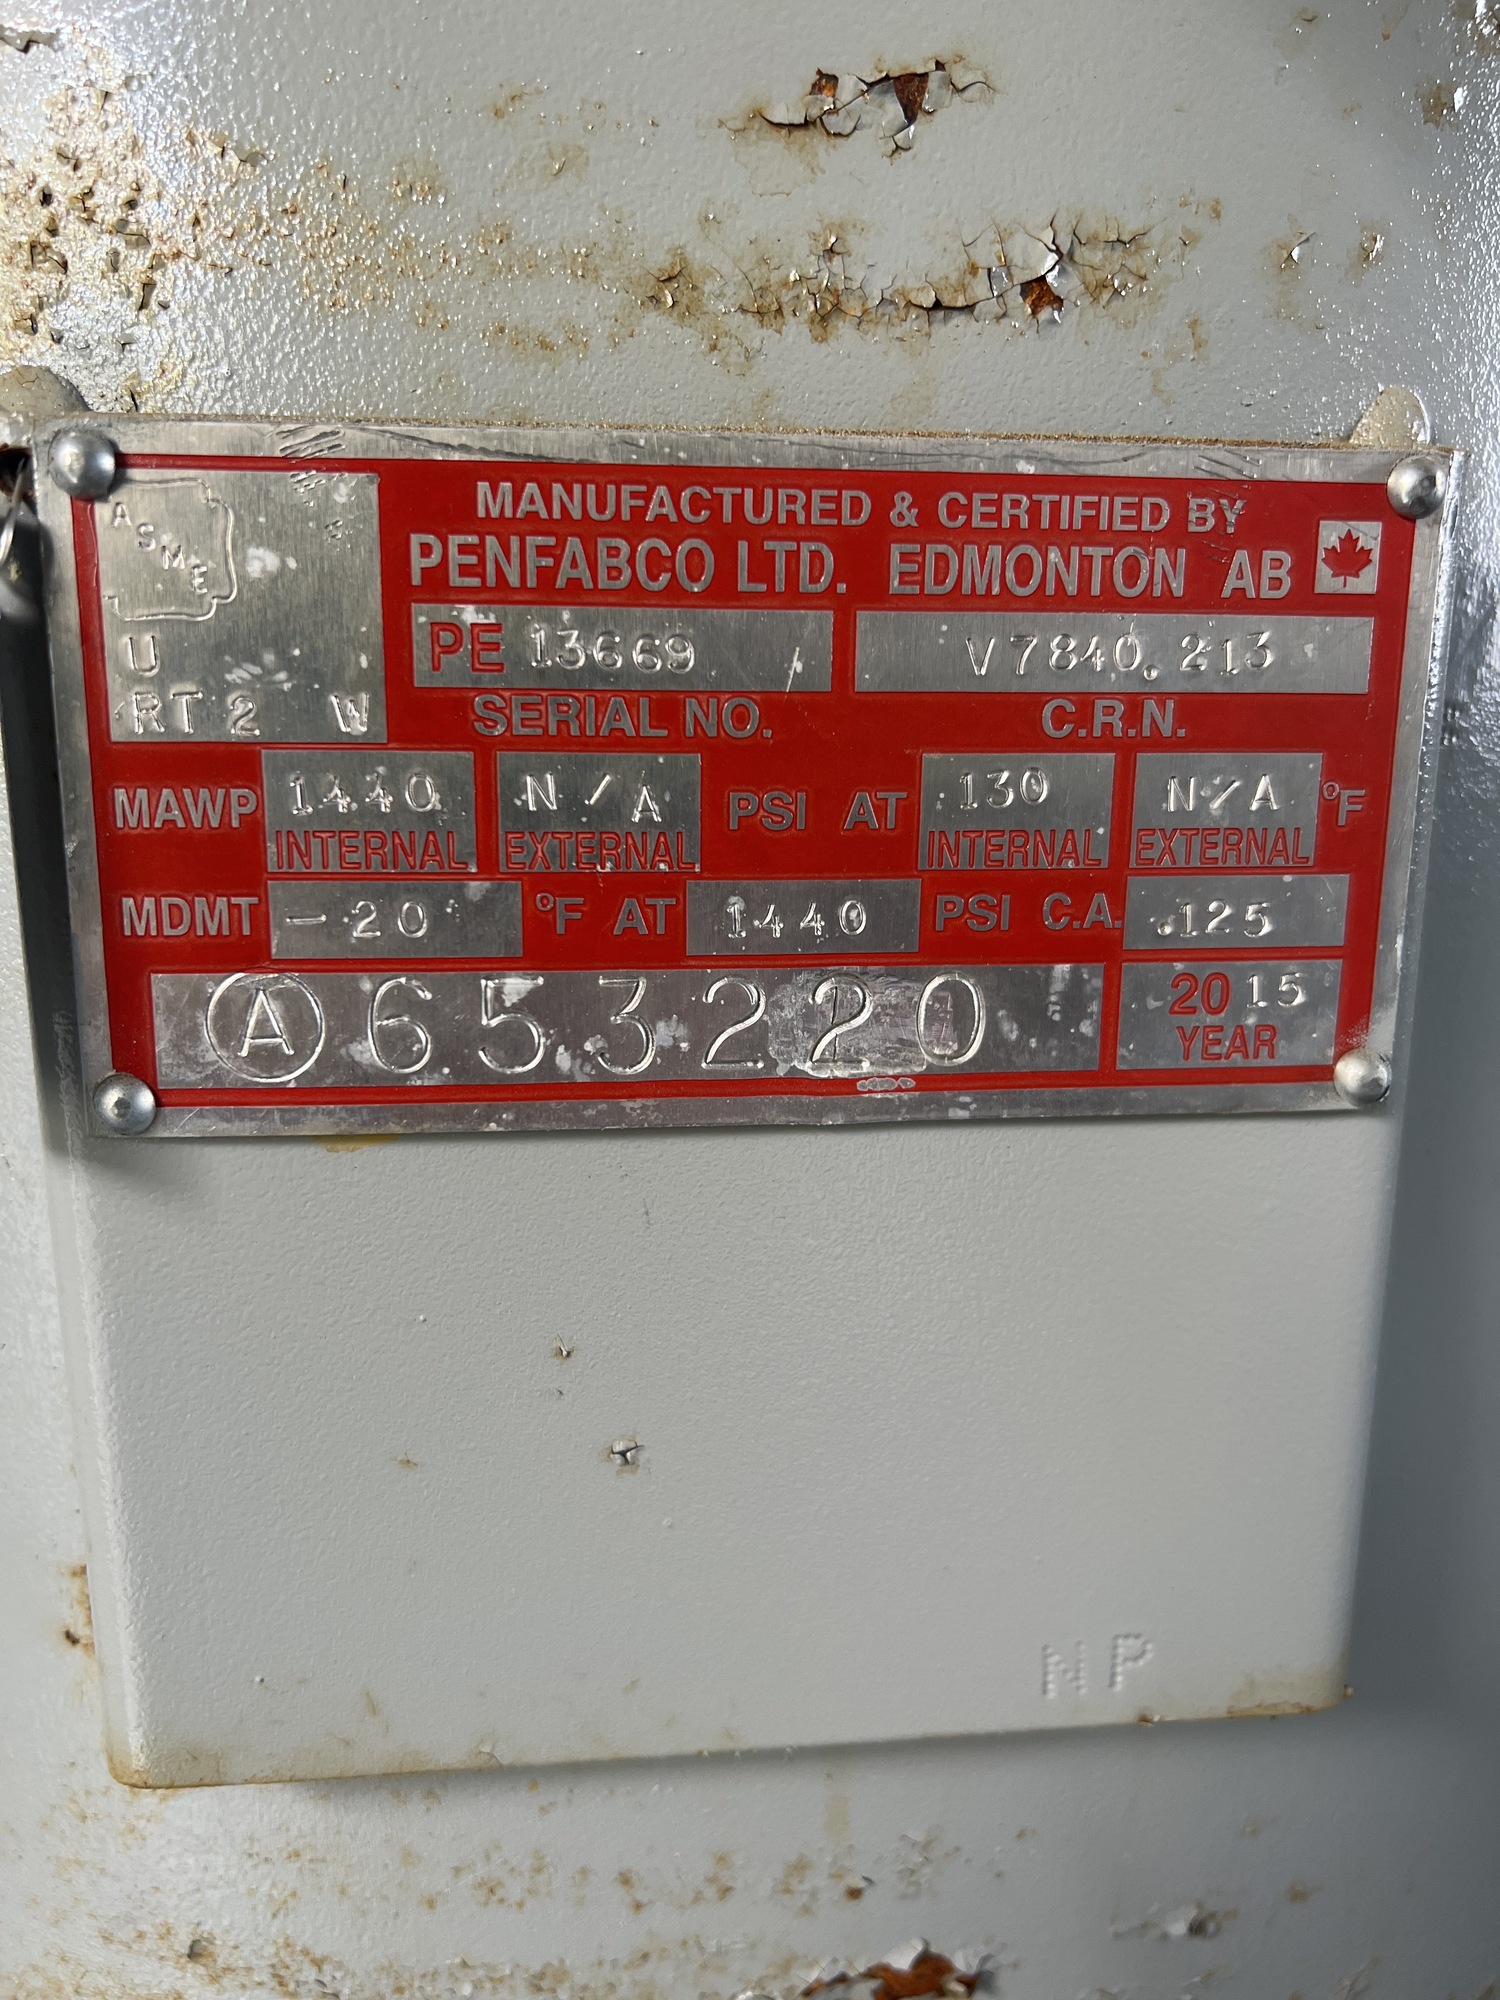 ASME
U
RT 2 W
MANUFACTURED & CERTIFIED BY
PENFABCO LTD. EDMONTON AB
PE 13669 V7840.213
SERIAL NO. C.R.N.
MAWP 1440 N/A PSI AT 130 N/A °F
INTERNAL EXTERNAL INTERNAL EXTERNAL
MDMT -20 °F AT 1440 PSI C.A. .125
A 653220 2015
YEAR
NP